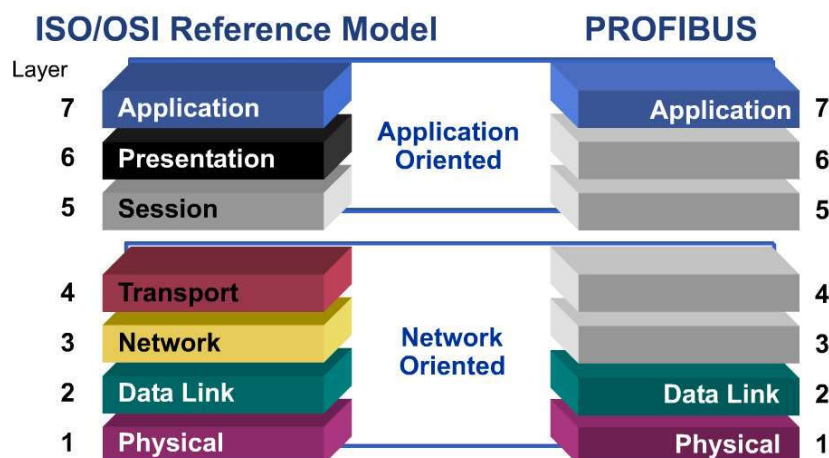 ISO/OSI Reference Model PROFIBUS
Layer
7 Application Application 7
6 Presentation 6
Application
Oriented
5 Session 5
4 Transport 4
3 Network 3
Network
Oriented
2 Data Link Data Link 2
1 Physical Physical 1